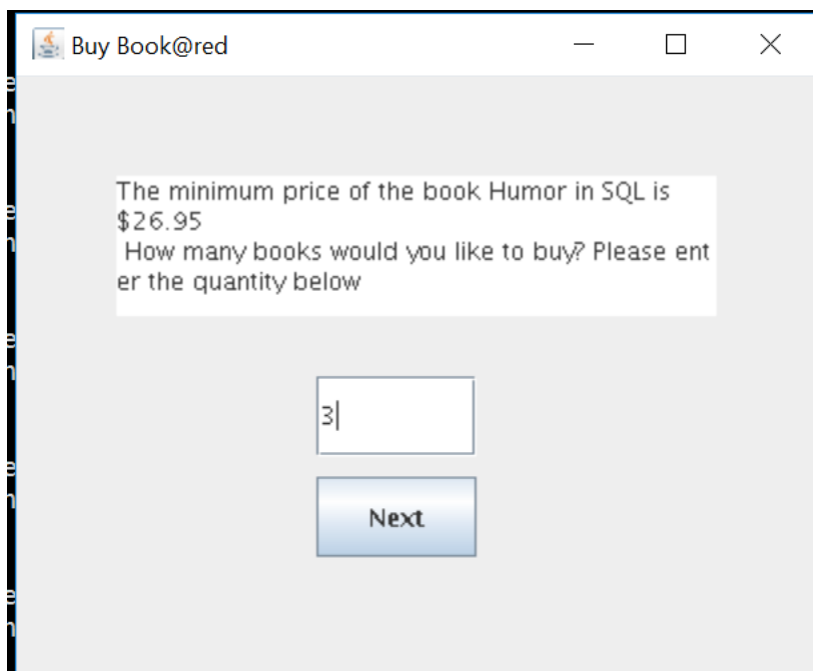 Buy Book@red
The minimum price of the book Humor in SQL is
$26.95
How many books would you like to buy? Please ent
er the quantity below
3
Next